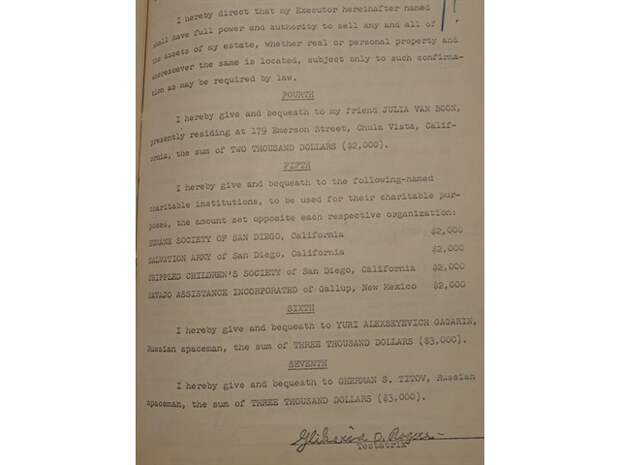 I hereby direct that my Executor hereinafter named
shall have full power and authority to sell any and all of
the assets of my estate, whether real or personal property and
wheresoever the same is located, subject only to such confirma-
tion as may be required by law.
FOURTH
I hereby give and bequeath to my friend JULIA VAN BOON,
presently residing at 179 Emerson Street, Chula Vista, Calif-
ornia, the sum of TWO THOUSAND DOLLARS ($2,000).
FIFTH
I hereby give and bequeath to the following-named
charitable institutions, to be used for their charitable pur-
poses, the amount set opposite each respective organization:
HUMANE SOCIETY OF SAN DIEGO, California $2,000
SALVATION ARMY of San Diego, California $2,000
CRIPPLED CHILDREN'S SOCIETY of San Diego, California $2,000
NAVAJO ASSISTANCE INCORPORATED of Gallup, New Mexico $2,000
SIXTH
I hereby give and bequeath to YURI ALEXSEYEVICH GAGARIN,
Russian spaceman, the sum of THREE THOUSAND DOLLARS ($3,000).
SEVENTH
I hereby give and bequeath to GHERMAN S. TITOV, Russian
spaceman, the sum of THREE THOUSAND DOLLARS ($3,000).
D. Rogers
Testatrix